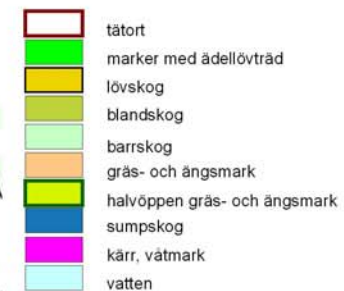 tätort
marker med ädellövträd
lövskog
blandskog
barrskog
gräs- och ängsmark
halvöppen gräs- och ängsmark
sumpskog
kärr, våtmark
vatten